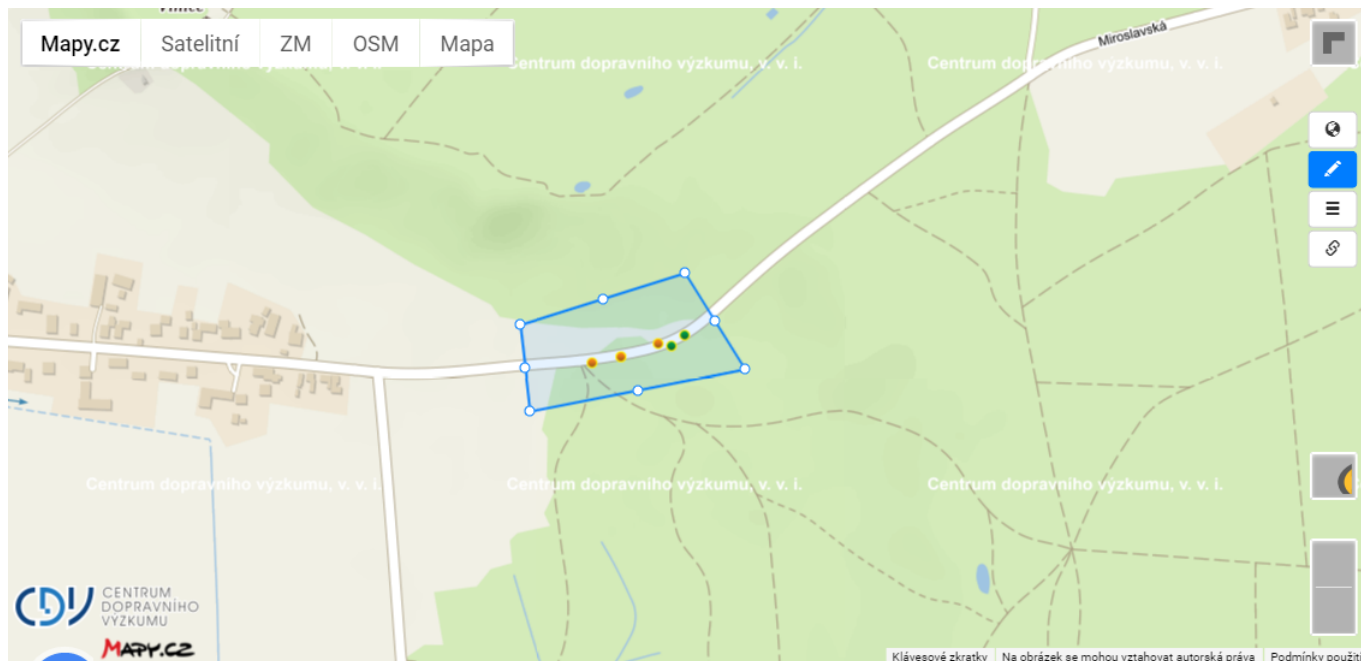 Vinice
Mapy.cz Satelitní ZM OSM Mapa
Miroslavská
Centrum dopravního výzkumu, v. v. i.
Centrum dopravního výzkumu, v. v. i.
Centrum dopravního výzkumu, v. v. i.
Centrum dopravního výzkumu, v. v. i.
Centrum dopravního výzkumu, v. v. i.
Centrum dopravního výzkumu, v. v. i.
CDV CENTRUM
DOPRAVNÍHO
VÝZKUMU
MAPY.CZ
Klávesové zkratky Na obrázek se mohou vztahovat autorská práva Podmínky použití